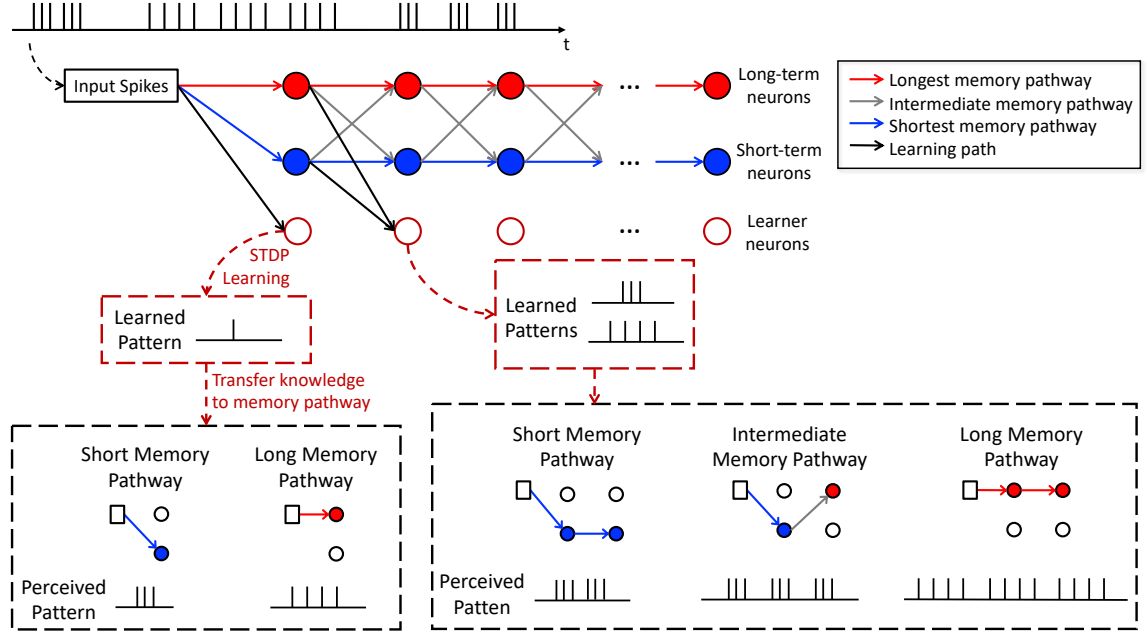 t
Input Spikes
Long-term
neurons
Short-term
neurons
Learner
neurons
...
...
...
Longest memory pathway
Intermediate memory pathway
Shortest memory pathway
Learning path
STDP
Learning
Learned
Pattern
Learned
Patterns
Transfer knowledge
to memory pathway
Short Memory
Pathway
Long Memory
Pathway
Perceived
Pattern
Short Memory
Pathway
Intermediate
Memory Pathway
Long Memory
Pathway
Perceived
Patten